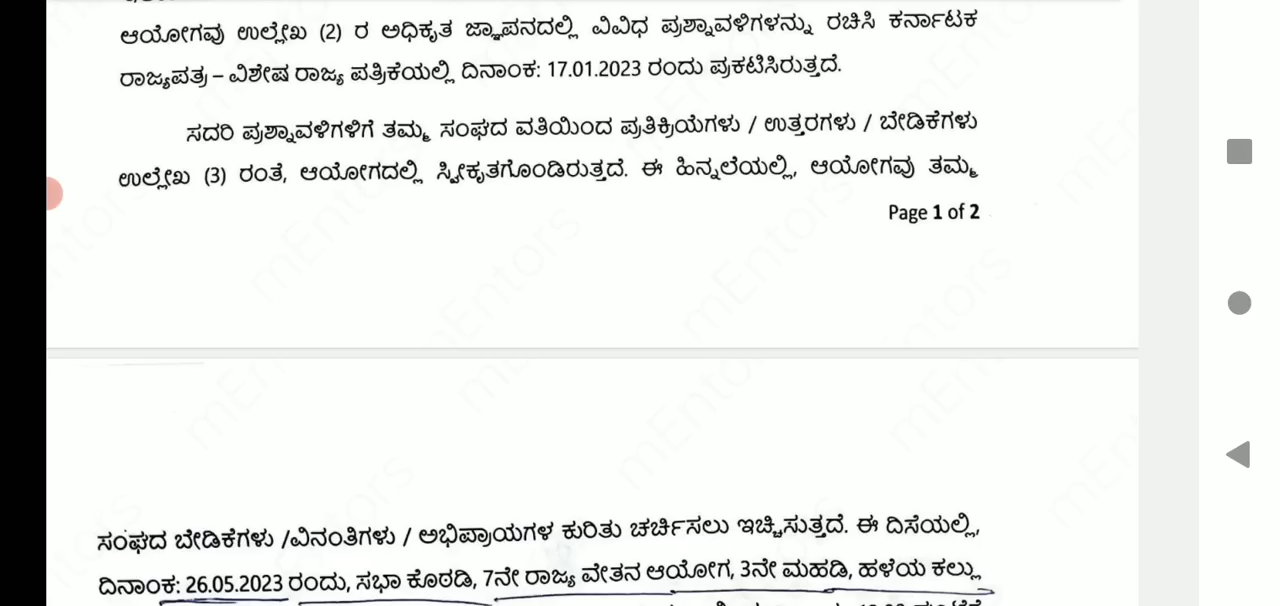 ಆಯೋಗವು ಉಲ್ಲೇಖ (2) ರ ಅಧಿಕೃತ ಜ್ಞಾಪನದಲ್ಲಿ ವಿವಿಧ ಪ್ರಶ್ನಾವಳಿಗಳನ್ನು ರಚಿಸಿ ಕರ್ನಾಟಕ
ರಾಜ್ಯಪತ್ರ – ವಿಶೇಷ ರಾಜ್ಯ ಪತ್ರಿಕೆಯಲ್ಲಿ ದಿನಾಂಕ: 17.01.2023 ರಂದು ಪ್ರಕಟಿಸಿರುತ್ತದೆ.
ಸದರಿ ಪ್ರಶ್ನಾವಳಿಗಳಿಗೆ ತಮ್ಮ ಸಂಘದ ವತಿಯಿಂದ ಪ್ರತಿಕ್ರಿಯೆಗಳು / ಉತ್ತರಗಳು / ಬೇಡಿಕೆಗಳು
ಉಲ್ಲೇಖ (3) ರಂತೆ, ಆಯೋಗದಲ್ಲಿ ಸ್ವೀಕೃತಗೊಂಡಿರುತ್ತದೆ. ಈ ಹಿನ್ನಲೆಯಲ್ಲಿ, ಆಯೋಗವು ತಮ್ಮ
Page 1 of 2
ಸಂಘದ ಬೇಡಿಕೆಗಳು /ವಿನಂತಿಗಳು / ಅಭಿಪ್ರಾಯಗಳ ಕುರಿತು ಚರ್ಚಿಸಲು ಇಚ್ಛಿಸುತ್ತದೆ. ಈ ದಿಸೆಯಲ್ಲಿ,
ದಿನಾಂಕ: 26.05.2023 ರಂದು, ಸಭಾ ಕೊಠಡಿ, 7ನೇ ರಾಜ್ಯ ವೇತನ ಆಯೋಗ, 3ನೇ ಮಹಡಿ, ಹಳೆಯ ಕಲ್ಲು